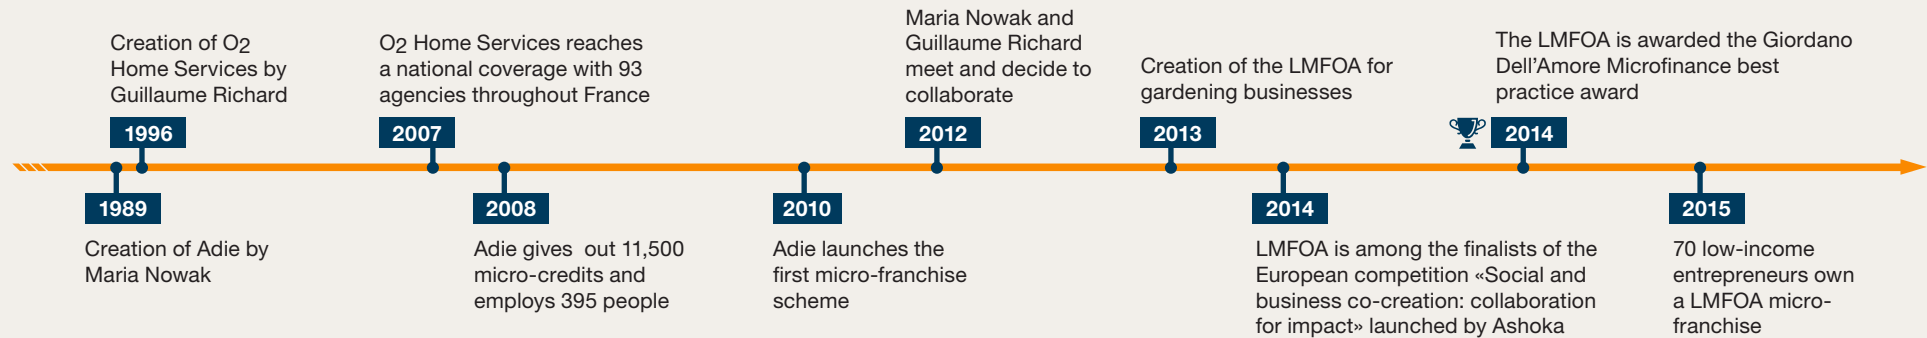 Creation of O2
Home Services by
Guillaume Richard
1996
O2 Home Services reaches
a national coverage with 93
agencies throughout France
2007
Maria Nowak and
Guillaume Richard
meet and decide to
collaborate
2012
Creation of the LMFOA for
gardening businesses
2013
The LMFOA is awarded the Giordano
Dell’Amore Microfinance best
practice award
2014
1989
Creation of Adie by
Maria Nowak
2008
Adie gives  out 11,500
micro-credits and
employs 395 people
2010
Adie launches the
first micro-franchise
scheme
2014
LMFOA is among the finalists of the
European competition «Social and
business co-creation: collaboration
for impact» launched by Ashoka
2015
70 low-income
entrepreneurs own
a LMFOA micro-
franchise